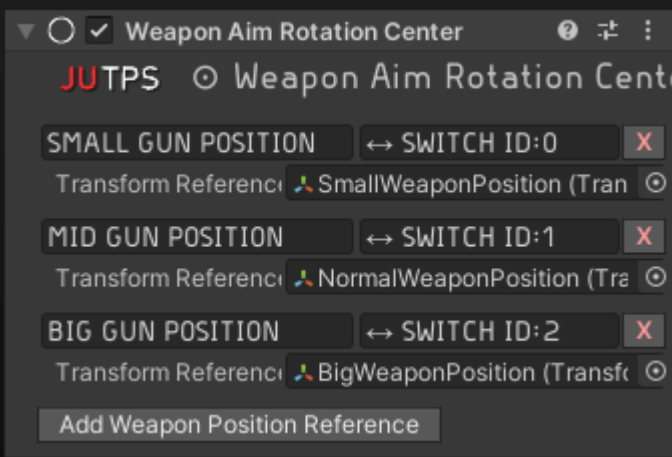 Weapon Aim Rotation Center
JUTPS Weapon Aim Rotation Cent
SMALL GUN POSITION ↔ SWITCH ID:0 X
Transform Referenc SmallWeaponPosition (Tran
MID GUN POSITION ↔ SWITCH ID:1 X
Transform Referenc NormalWeaponPosition (Tra
BIG GUN POSITION ↔ SWITCH ID:2 X
Transform Referenc BigWeaponPosition (Transf
Add Weapon Position Reference